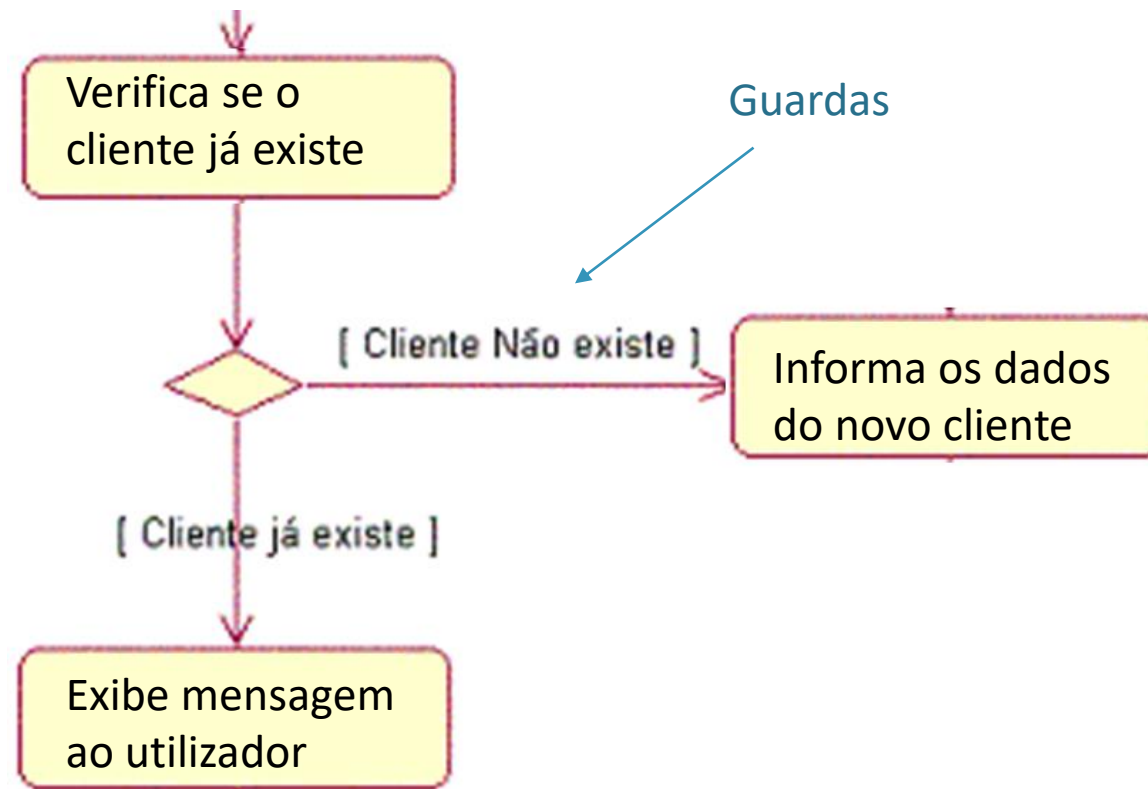 Verifica se o
cliente já existe
Guardas
[ Cliente Não existe ]
Informa os dados
do novo cliente
[ Cliente já existe ]
Exibe mensagem
ao utilizador